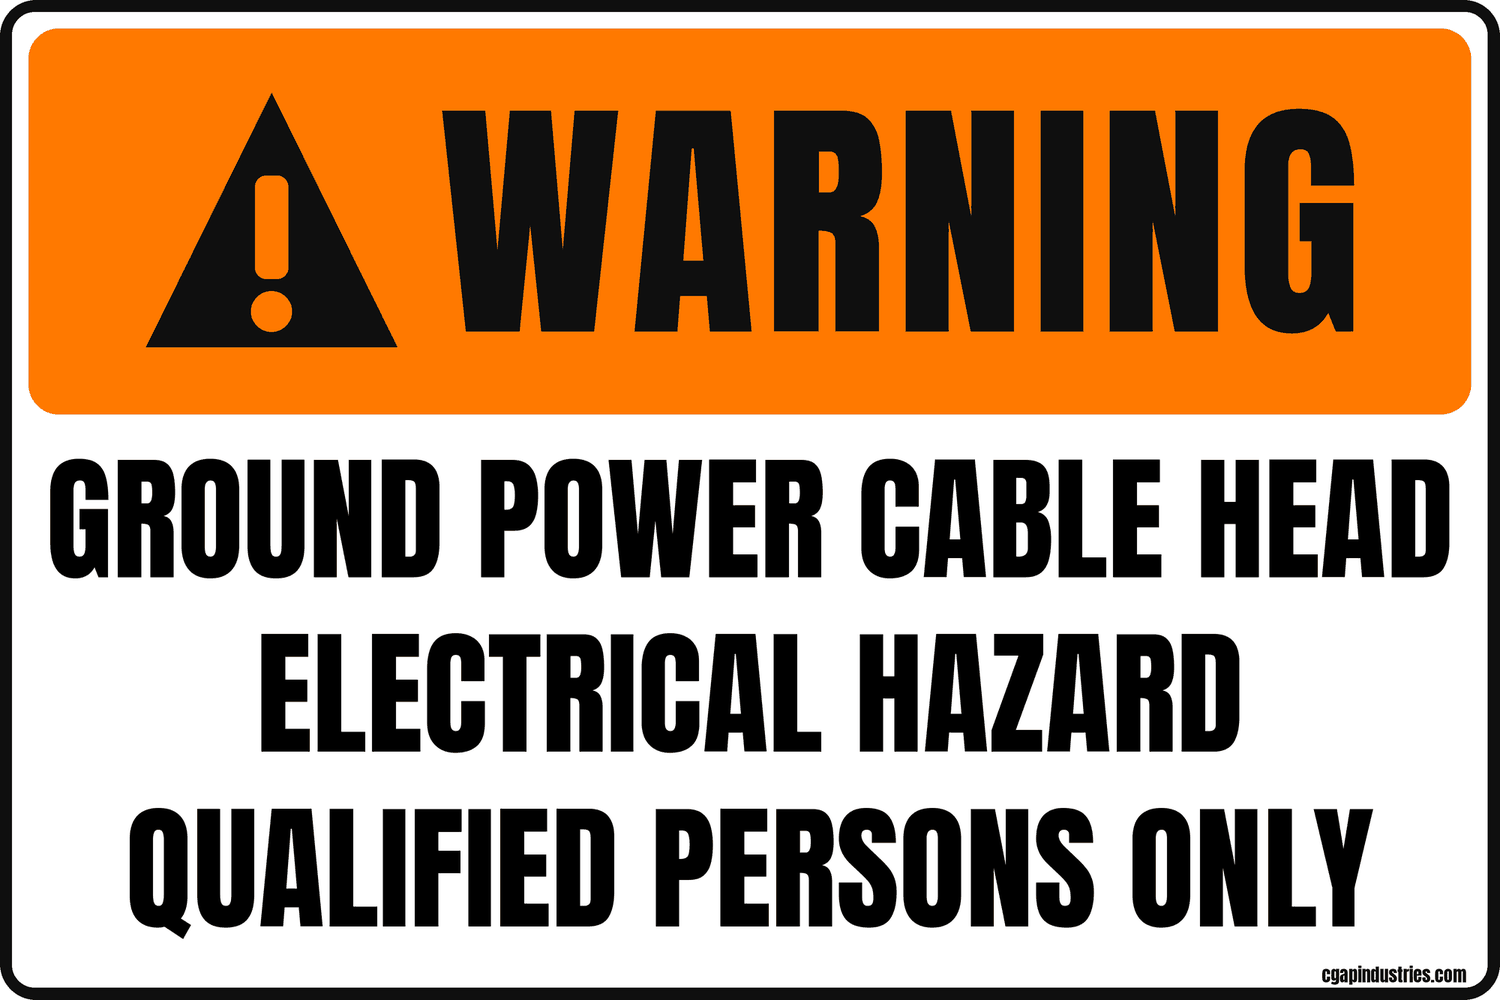 WARNING
GROUND POWER CABLE HEAD
ELECTRICAL HAZARD
QUALIFIED PERSONS ONLY
cgapindustries.com